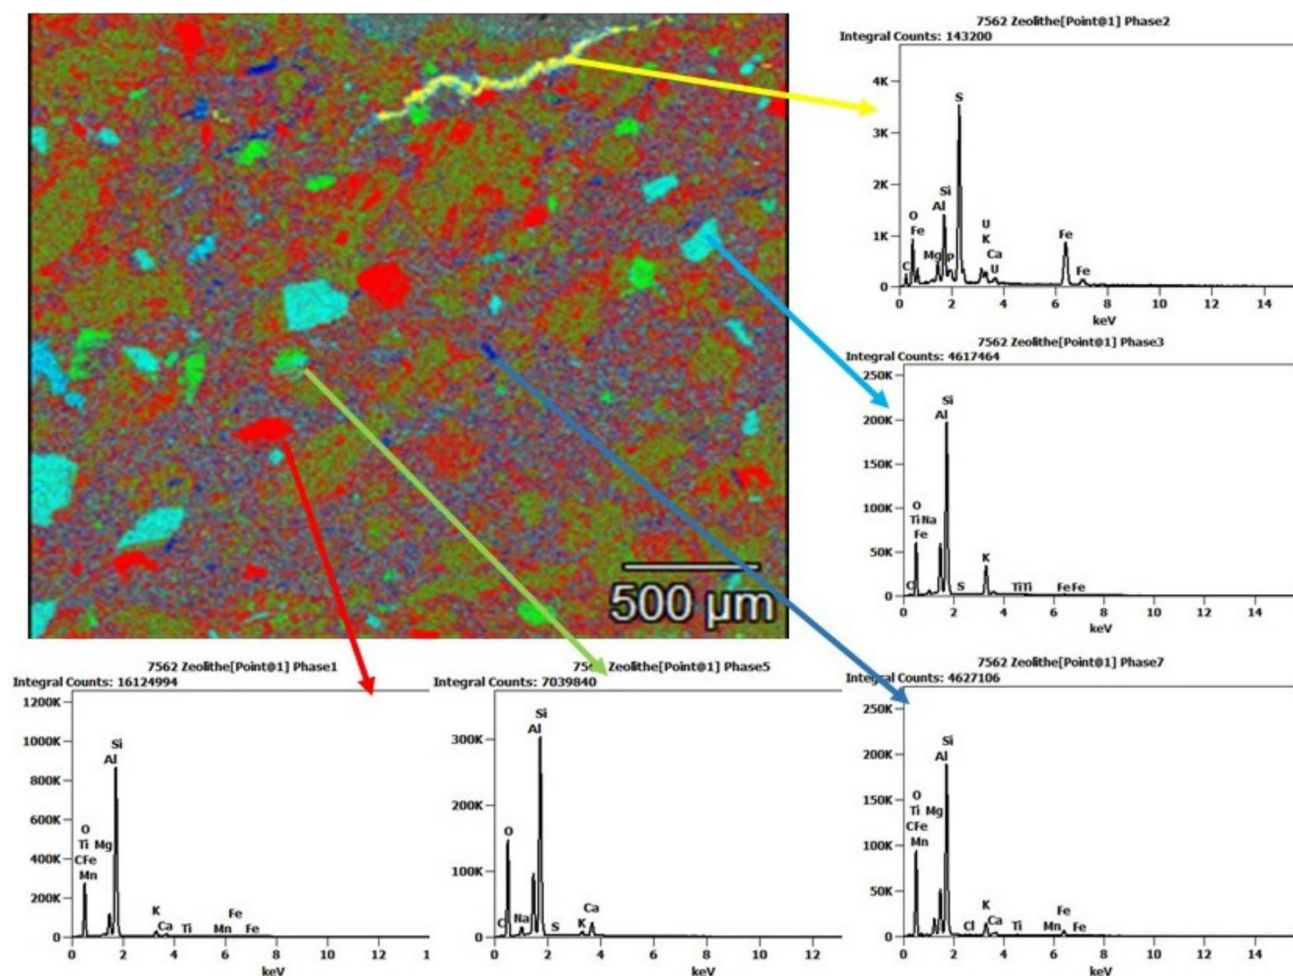 7562 Zeolithe[Point@1] Phase2
Integral Counts: 143200
4K
3K
2K
1K
0
S
Si
Al
O
Fe
Mg
P
C
U
K
Ca
U
Fe
Fe
0 2 4 6 8 10 12 14
keV
7562 Zeolithe[Point@1] Phase3
Integral Counts: 4617464
250K
200K
150K
100K
50K
0
Si
Al
O
Ti Na
Fe
C
S
K
Ti Ti
Fe Fe
0 2 4 6 8 10 12 14
keV
500 µm
7562 Zeolithe[Point@1] Phase1
Integral Counts: 16124994
1200K
1000K
800K
600K
400K
200K
0
Si
Al
O
Ti Mg
CFe
Mn
K
Ca
Ti
Fe
Mn
Fe
0 2 4 6 8 10 12
keV
Zeolithe[Point@1] Phase5
Integral Counts: 7039840
300K
200K
100K
0
Si
Al
O
Na
C
S
K
Ca
0 2 4 6 8 10 12
keV
7562 Zeolithe[Point@1] Phase7
Integral Counts: 4627106
250K
200K
150K
100K
50K
0
Si
Al
O
Ti Mg
CFe
Mn
Cl
K
Ca
Ti
Mn
Fe
Fe
0 2 4 6 8 10 12 14
keV